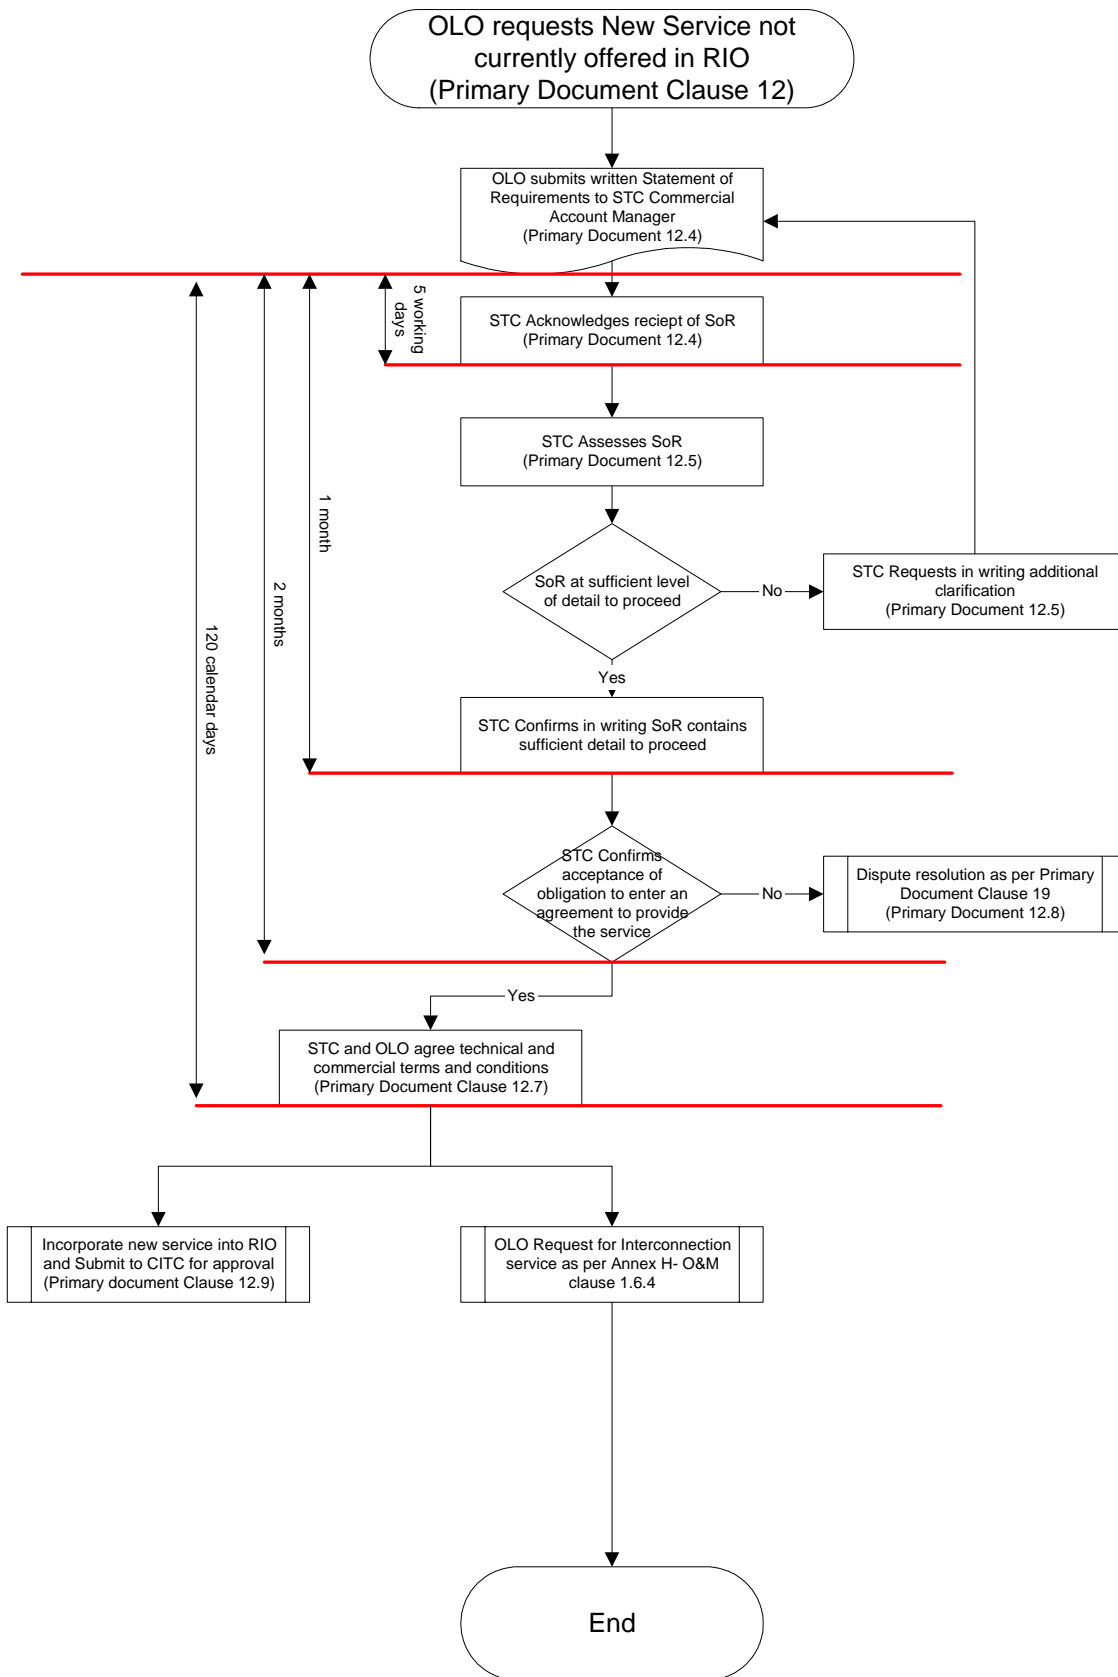 OLO requests New Service not
currently offered in RIO
(Primary Document Clause 12)
OLO submits written Statement of
Requirements to STC Commercial
Account Manager
(Primary Document 12.4)
5 working
days
STC Acknowledges reciept of SoR
(Primary Document 12.4)
STC Assesses SoR
(Primary Document 12.5)
1 month
2 months
120 calendar days
SoR at sufficient level
of detail to proceed
No
STC Requests in writing additional
clarification
(Primary Document 12.5)
Yes
STC Confirms in writing SoR contains
sufficient detail to proceed
STC Confirms
acceptance of
obligation to enter an
agreement to provide
the service
No
Dispute resolution as per Primary
Document Clause 19
(Primary Document 12.8)
Yes
STC and OLO agree technical and
commercial terms and conditions
(Primary Document Clause 12.7)
Incorporate new service into RIO
and Submit to CITC for approval
(Primary document Clause 12.9)
OLO Request for Interconnection
service as per Annex H- O&M
clause 1.6.4
End